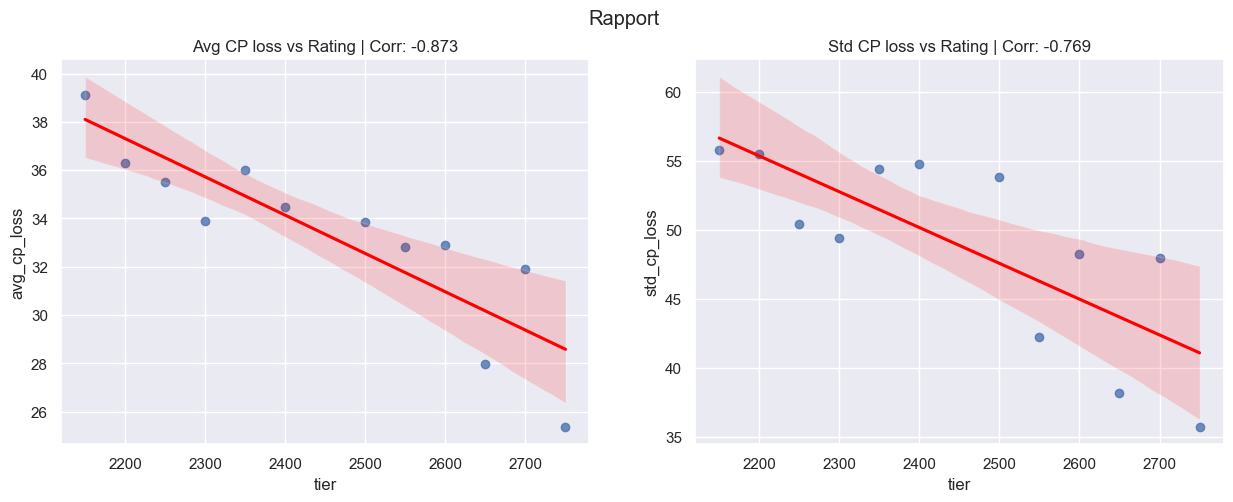 Rapport
Avg CP loss vs Rating | Corr: -0.873
avg_cp_loss
40
38
36
34
32
30
28
26
2200 2300 2400 2500 2600 2700
tier
Std CP loss vs Rating | Corr: -0.769
std_cp_loss
60
55
50
45
40
35
2200 2300 2400 2500 2600 2700
tier